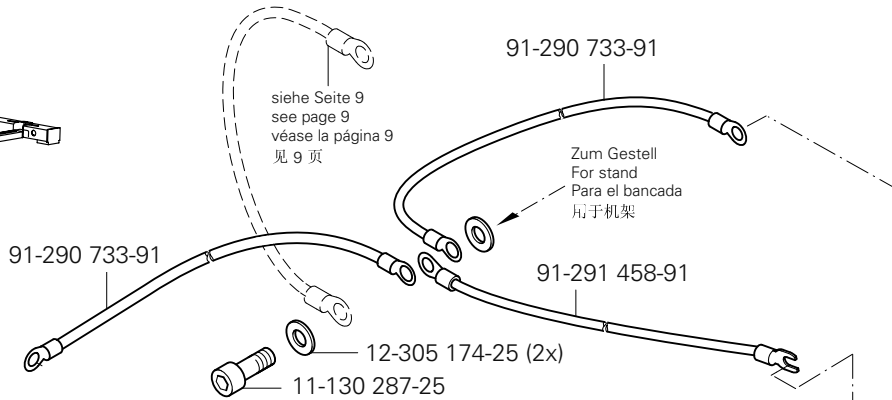 91-290 733-91
siehe Seite 9
see page 9
véase la página 9
见 9 页
Zum Gestell
For stand
Para el bancada
用于机架
91-290 733-91
91-291 458-91
12-305 174-25 (2x)
11-130 287-25